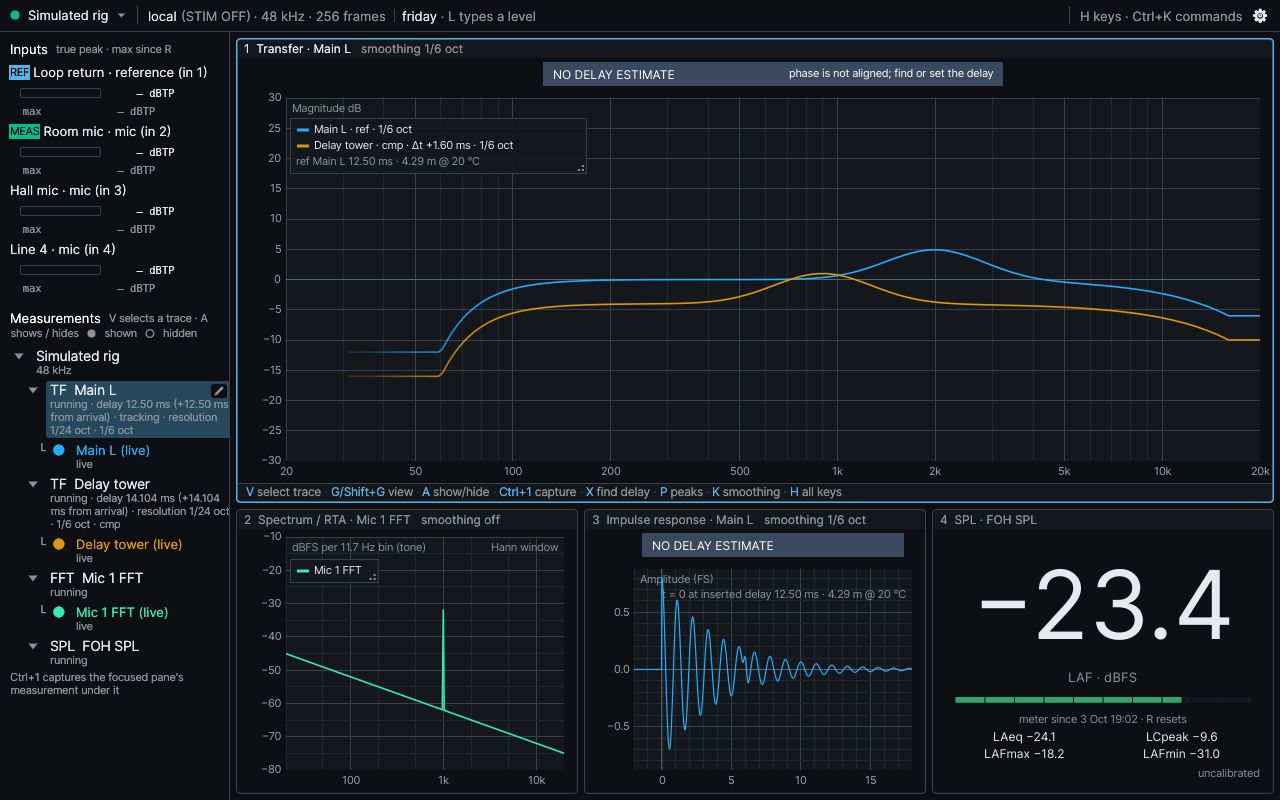 Simulated rig
local (STIM OFF) · 48 kHz · 256 frames
friday · L types a level
H keys · Ctrl+K commands
Inputs true peak · max since R
REF Loop return · reference (in 1)
– dBTP
max – dBTP
MEAS Room mic · mic (in 2)
– dBTP
max – dBTP
Hall mic · mic (in 3)
– dBTP
max – dBTP
Line 4 · mic (in 4)
– dBTP
max – dBTP
Measurements V selects a trace · A
shows / hides shown hidden
Simulated rig
48 kHz
TF Main L
running · delay 12.50 ms (+12.50 ms
from arrival) · tracking · resolution
1/24 oct · 1/6 oct
Main L (live)
live
TF Delay tower
running · delay 14.104 ms (+14.104
ms from arrival) · resolution 1/24 oct
· 1/6 oct · cmp
Delay tower (live)
live
FFT Mic 1 FFT
running
Mic 1 FFT (live)
live
SPL FOH SPL
running
Ctrl+1 captures the focused pane's
measurement under it
1 Transfer · Main L smoothing 1/6 oct
NO DELAY ESTIMATE phase is not aligned; find or set the delay
Magnitude dB
Main L · ref · 1/6 oct
Delay tower · cmp · Δt +1.60 ms · 1/6 oct
ref Main L 12.50 ms · 4.29 m @ 20 °C
30
25
20
15
10
5
0
−5
−10
−15
−20
−25
−30
20 50 100 200 500 1k 2k 5k 10k 20k
V select trace · G/Shift+G view · A show/hide · Ctrl+1 capture · X find delay · P peaks · K smoothing · H all keys
2 Spectrum / RTA · Mic 1 FFT smoothing off
dBFS per 11.7 Hz bin (tone) Hann window
Mic 1 FFT
−10
−20
−30
−40
−50
−60
−70
−80
100 1k 10k
3 Impulse response · Main L smoothing 1/6 oct
NO DELAY ESTIMATE
Amplitude (FS)
t = 0 at inserted delay 12.50 ms · 4.29 m @ 20 °C
0.5
0.0
−0.5
0 5 10 15
4 SPL · FOH SPL
−23.4
LAF · dBFS
meter since 3 Oct 19:02 · R resets
LAeq −24.1 LCpeak −9.6
LAFmax −18.2 LAFmin −31.0
uncalibrated